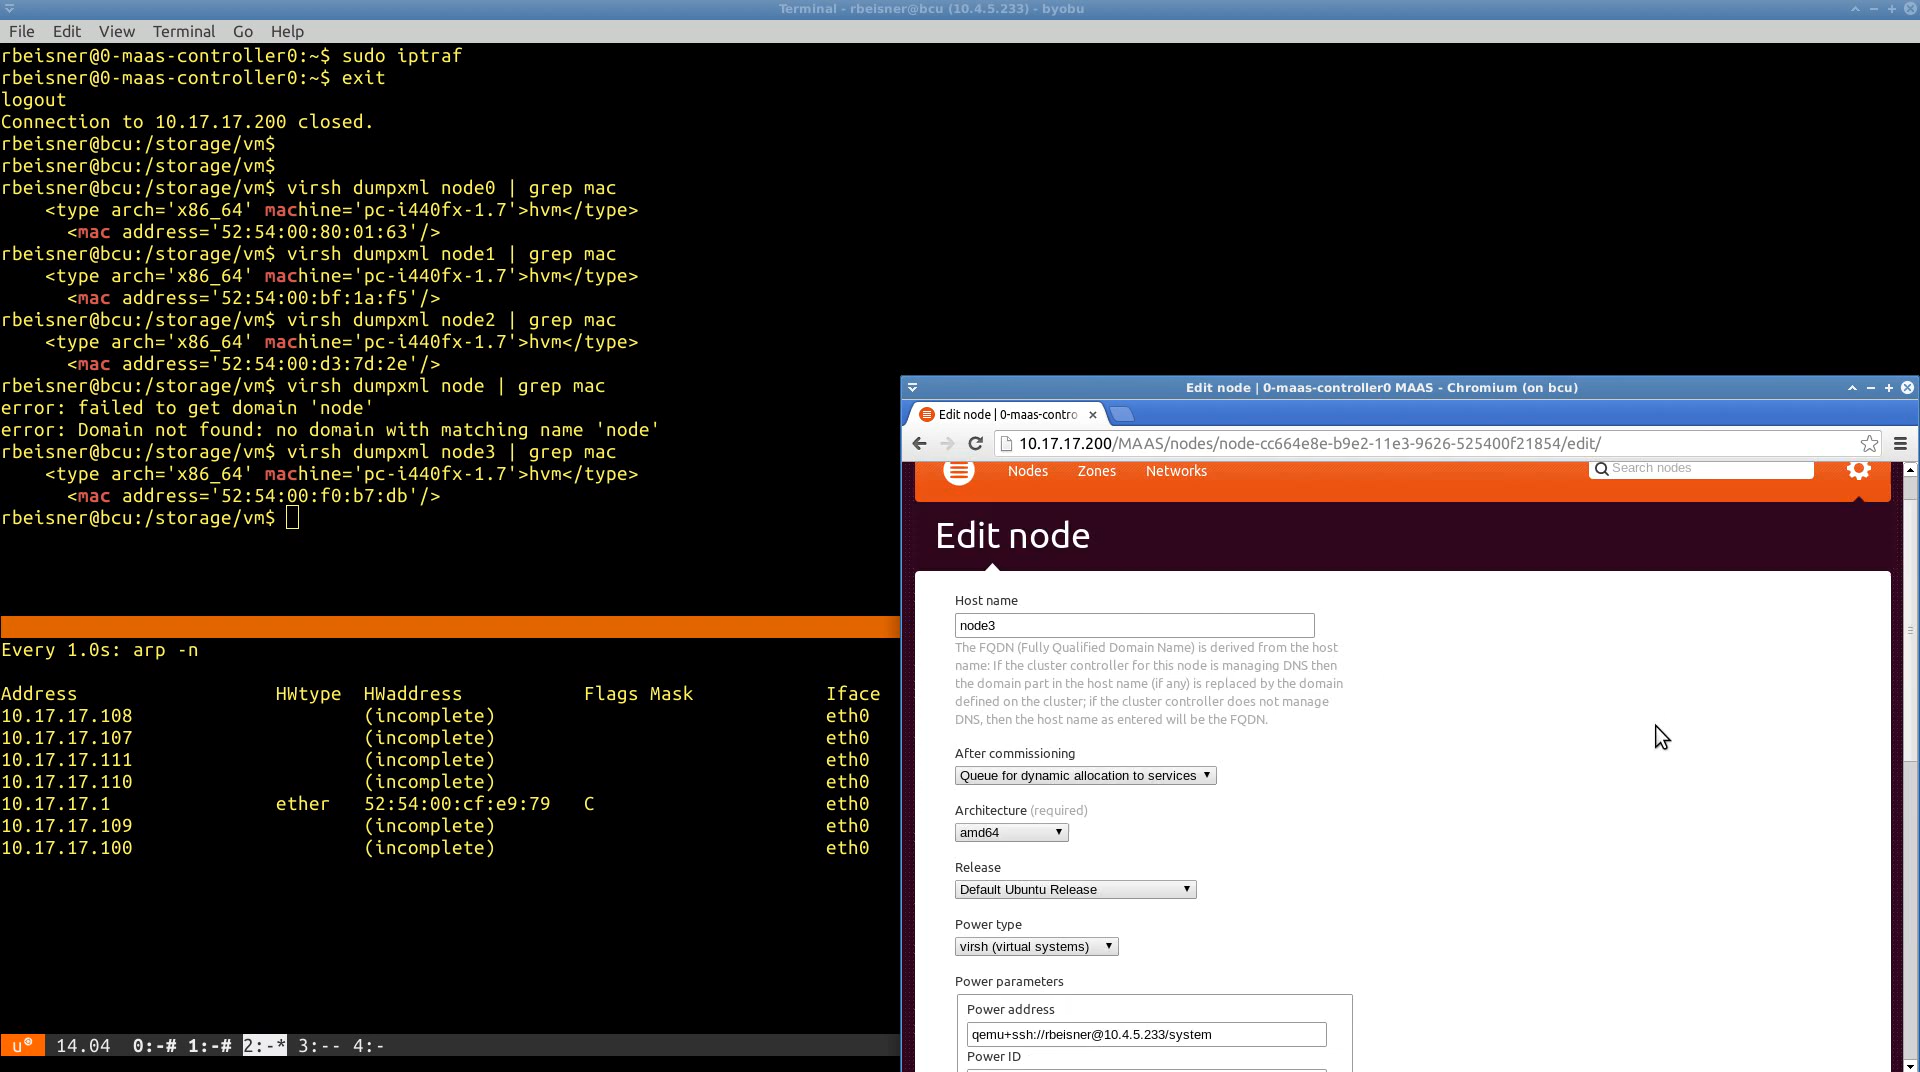 Terminal - rbeisner@bcu (10.4.5.233) - byobu
File Edit View Terminal Go Help
rbeisner@0-maas-controller0:~$ sudo iptraf
rbeisner@0-maas-controller0:~$ exit
logout
Connection to 10.17.17.200 closed.
rbeisner@bcu:/storage/vm$
rbeisner@bcu:/storage/vm$
rbeisner@bcu:/storage/vm$ virsh dumpxml node0 | grep mac
    <type arch='x86_64' machine='pc-i440fx-1.7'>hvm</type>
      <mac address='52:54:00:80:01:63'/>
rbeisner@bcu:/storage/vm$ virsh dumpxml node1 | grep mac
    <type arch='x86_64' machine='pc-i440fx-1.7'>hvm</type>
      <mac address='52:54:00:bf:1a:f5'/>
rbeisner@bcu:/storage/vm$ virsh dumpxml node2 | grep mac
    <type arch='x86_64' machine='pc-i440fx-1.7'>hvm</type>
      <mac address='52:54:00:d3:7d:2e'/>
rbeisner@bcu:/storage/vm$ virsh dumpxml node | grep mac
error: failed to get domain 'node'
error: Domain not found: no domain with matching name 'node'
rbeisner@bcu:/storage/vm$ virsh dumpxml node3 | grep mac
    <type arch='x86_64' machine='pc-i440fx-1.7'>hvm</type>
      <mac address='52:54:00:f0:b7:db'/>
rbeisner@bcu:/storage/vm$
Every 1.0s: arp -n
Address HWtype HWaddress Flags Mask Iface
10.17.17.108 (incomplete) eth0
10.17.17.107 (incomplete) eth0
10.17.17.111 (incomplete) eth0
10.17.17.110 (incomplete) eth0
10.17.17.1 ether 52:54:00:cf:e9:79 C eth0
10.17.17.109 (incomplete) eth0
10.17.17.100 (incomplete) eth0
u 14.04 0:-# 1:-# 2:-* 3:-- 4:-
Edit node | 0-maas-controller0 MAAS - Chromium (on bcu)
Edit node | 0-maas-contro
10.17.17.200/MAAS/nodes/node-cc664e8e-b9e2-11e3-9626-525400f21854/edit/
Nodes Zones Networks Search nodes
Edit node
Host name
node3
The FQDN (Fully Qualified Domain Name) is derived from the host
name: If the cluster controller for this node is managing DNS then
the domain part in the host name (if any) is replaced by the domain
defined on the cluster; if the cluster controller does not manage
DNS, then the host name as entered will be the FQDN.
After commissioning
Queue for dynamic allocation to services
Architecture (required)
amd64
Release
Default Ubuntu Release
Power type
virsh (virtual systems)
Power parameters
Power address
qemu+ssh://rbeisner@10.4.5.233/system
Power ID